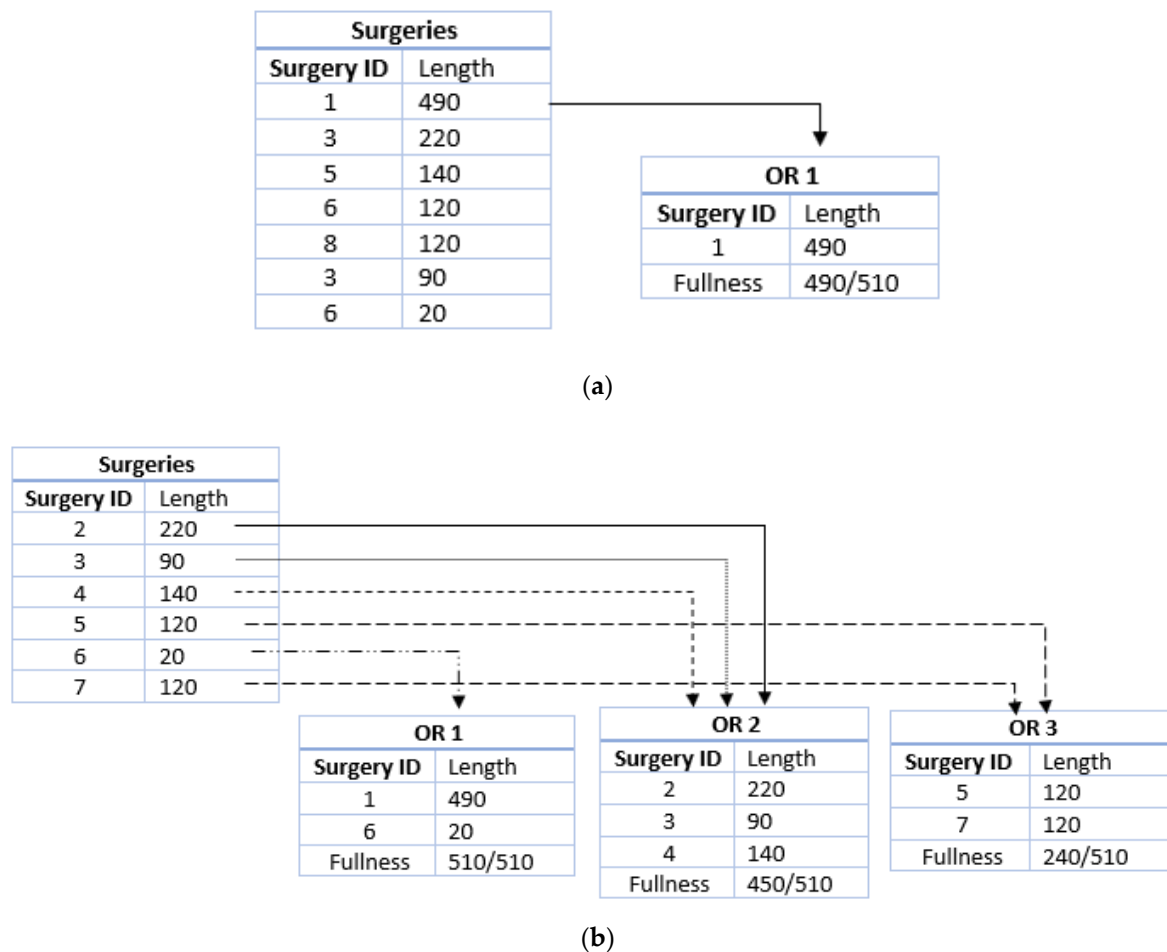 Surgeries
Surgery ID Length
1 490
3 220
5 140
6 120
8 120
3 90
6 20
OR 1
Surgery ID Length
1 490
Fullness 490/510
(a)
Surgeries
Surgery ID Length
2 220
3 90
4 140
5 120
6 20
7 120
OR 1
Surgery ID Length
1 490
6 20
Fullness 510/510
OR 2
Surgery ID Length
2 220
3 90
4 140
Fullness 450/510
OR 3
Surgery ID Length
5 120
7 120
Fullness 240/510
(b)